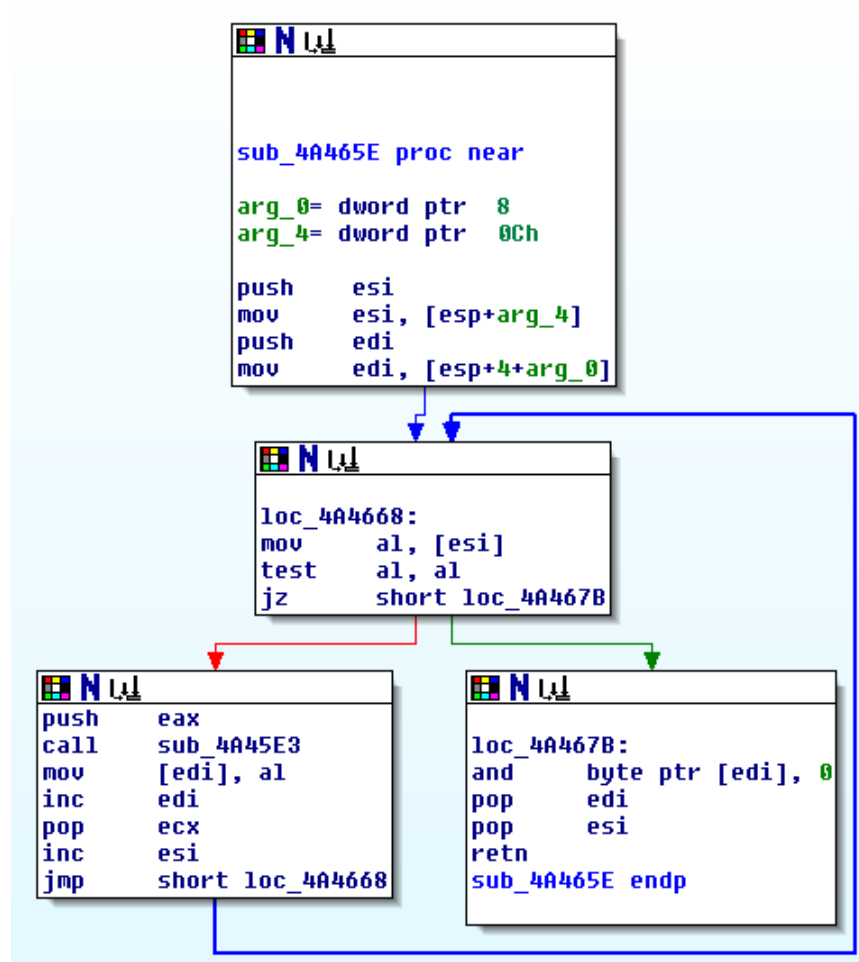 N
sub_4A465E proc near
arg_0= dword ptr  8
arg_4= dword ptr  0Ch
push    esi
mov     esi, [esp+arg_4]
push    edi
mov     edi, [esp+4+arg_0]
N
loc_4A4668:
mov     al, [esi]
test    al, al
jz      short loc_4A467B
N
push    eax
call    sub_4A45E3
mov     [edi], al
inc     edi
pop     ecx
inc     esi
jmp     short loc_4A4668
N
loc_4A467B:
and     byte ptr [edi], 0
pop     edi
pop     esi
retn
sub_4A465E endp